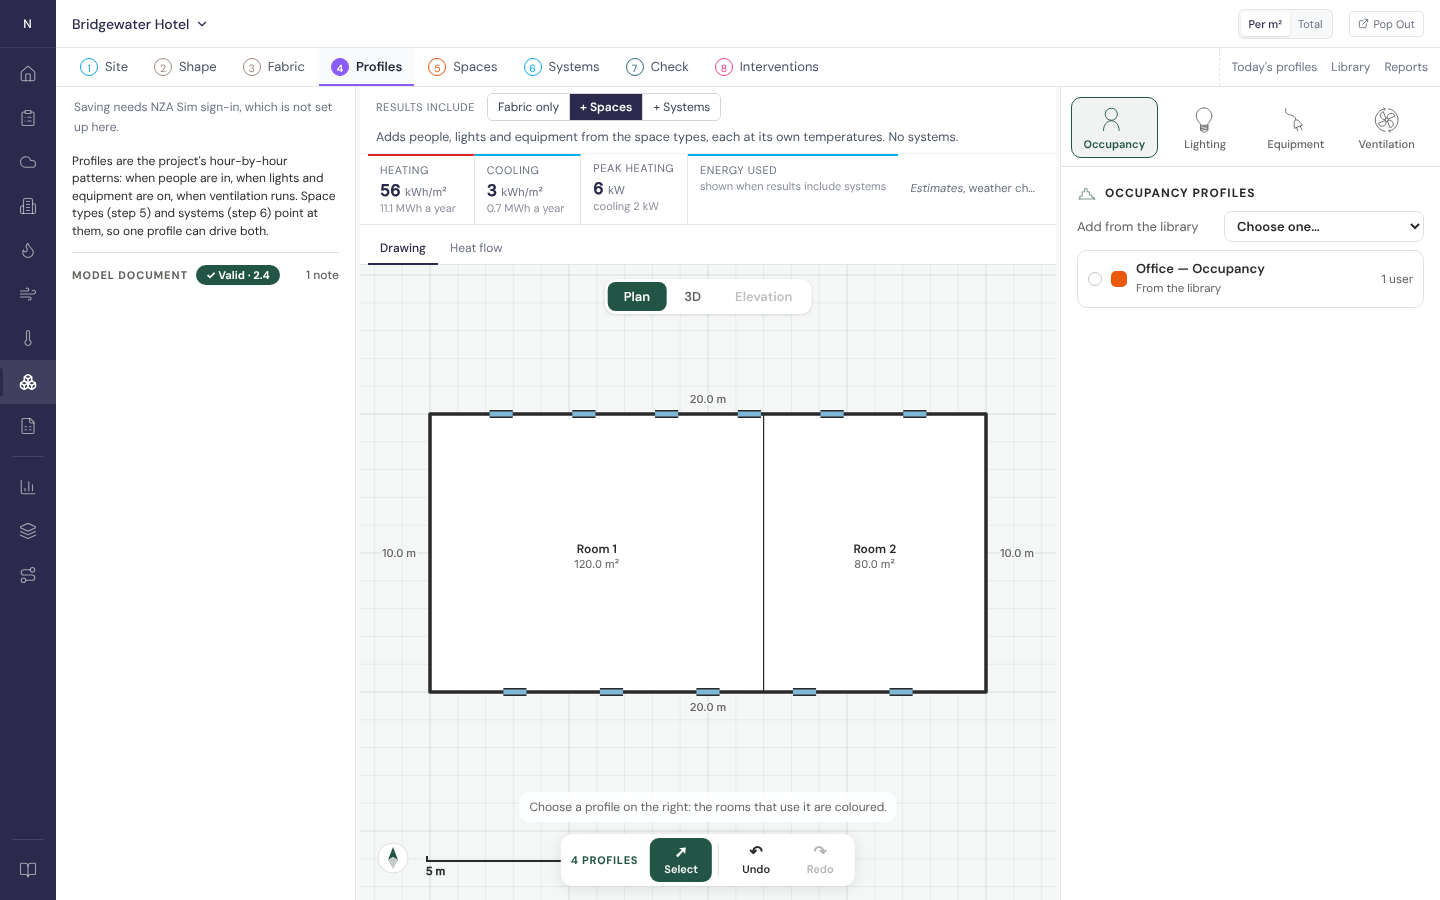 N
Bridgewater Hotel
Per m²
Total
Pop Out
1 Site
2 Shape
3 Fabric
4 Profiles
5 Spaces
6 Systems
7 Check
8 Interventions
Today's profiles
Library
Reports
Saving needs NZA Sim sign-in, which is not set
up here.
Profiles are the project's hour-by-hour
patterns: when people are in, when lights and
equipment are on, when ventilation runs. Space
types (step 5) and systems (step 6) point at
them, so one profile can drive both.
MODEL DOCUMENT
✓ Valid · 2.4
1 note
RESULTS INCLUDE
Fabric only
+ Spaces
+ Systems
Adds people, lights and equipment from the space types, each at its own temperatures. No systems.
HEATING
56 kWh/m²
11.1 MWh a year
COOLING
3 kWh/m²
0.7 MWh a year
PEAK HEATING
6 kW
cooling 2 kW
ENERGY USED
shown when results include systems
Estimates, weather ch...
Drawing
Heat flow
Plan
3D
Elevation
20.0 m
10.0 m
Room 1
120.0 m²
Room 2
80.0 m²
10.0 m
20.0 m
Choose a profile on the right: the rooms that use it are coloured.
5 m
4 PROFILES
Select
Undo
Redo
Occupancy
Lighting
Equipment
Ventilation
OCCUPANCY PROFILES
Add from the library
Choose one...
Office — Occupancy
From the library
1 user